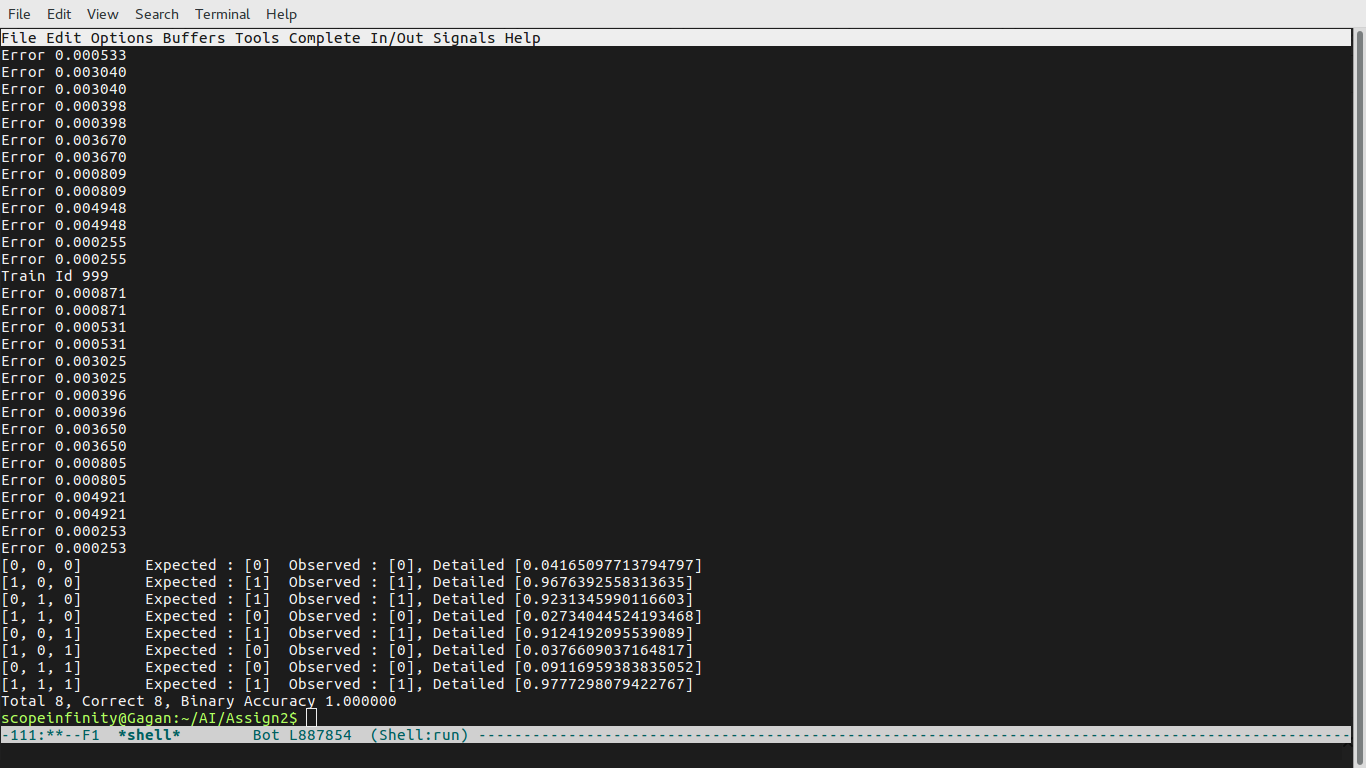 File Edit View Search Terminal Help
File Edit Options Buffers Tools Complete In/Out Signals Help
Error 0.000533
Error 0.003040
Error 0.003040
Error 0.000398
Error 0.000398
Error 0.003670
Error 0.003670
Error 0.000809
Error 0.000809
Error 0.004948
Error 0.004948
Error 0.000255
Error 0.000255
Train Id 999
Error 0.000871
Error 0.000871
Error 0.000531
Error 0.000531
Error 0.003025
Error 0.003025
Error 0.000396
Error 0.000396
Error 0.003650
Error 0.003650
Error 0.000805
Error 0.000805
Error 0.004921
Error 0.004921
Error 0.000253
Error 0.000253
[0, 0, 0]       Expected : [0]  Observed : [0], Detailed [0.04165097713794797]
[1, 0, 0]       Expected : [1]  Observed : [1], Detailed [0.9676392558313635]
[0, 1, 0]       Expected : [1]  Observed : [1], Detailed [0.9231345990116603]
[1, 1, 0]       Expected : [0]  Observed : [0], Detailed [0.02734044524193468]
[0, 0, 1]       Expected : [1]  Observed : [1], Detailed [0.9124192095539089]
[1, 0, 1]       Expected : [0]  Observed : [0], Detailed [0.0376609037164817]
[0, 1, 1]       Expected : [0]  Observed : [0], Detailed [0.09116959383835052]
[1, 1, 1]       Expected : [1]  Observed : [1], Detailed [0.9777298079422767]
Total 8, Correct 8, Binary Accuracy 1.000000
scopeinfinity@Gagan:~/AI/Assign2$
-111:**--F1  *shell*        Bot L887854  (Shell:run) -------------------------------------------------------------------------------------------------